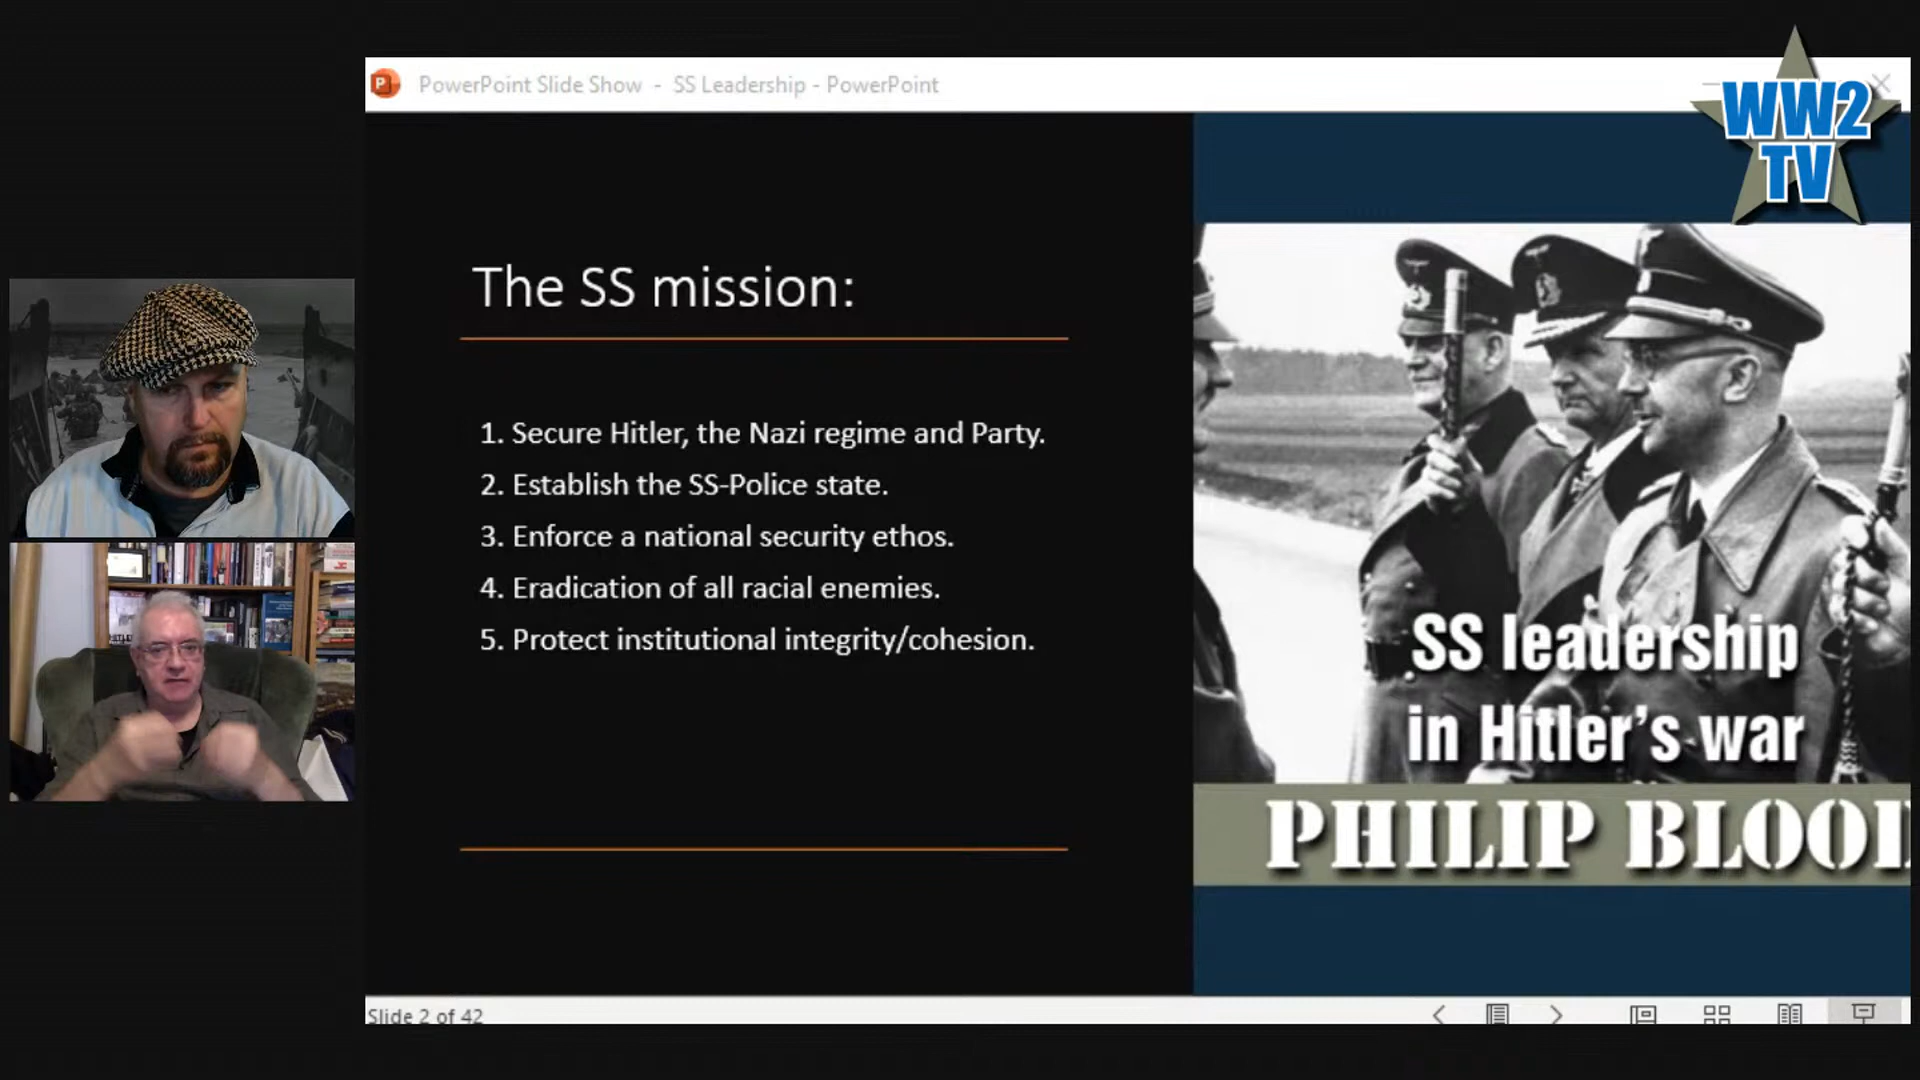 PowerPoint Slide Show - SS Leadership - PowerPoint
WW2
TV
The SS mission:
1. Secure Hitler, the Nazi regime and Party.
2. Establish the SS-Police state.
3. Enforce a national security ethos.
4. Eradication of all racial enemies.
5. Protect institutional integrity/cohesion.
SS leadership
in Hitler's war
PHILIP BLOOD
Slide 2 of 42